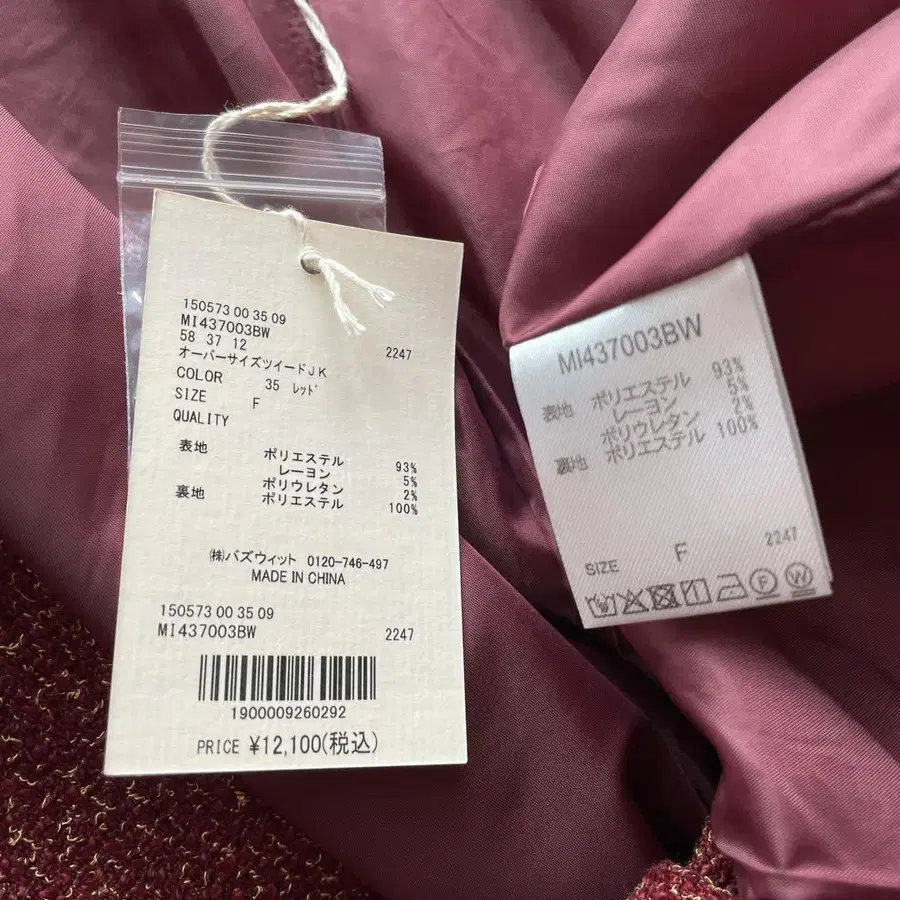 150573 00 35 09
MI437003BW
58 37 12 2247
オーバーサイズツイードJK
COLOR 35 レッド
SIZE F
QUALITY
表地 ポリエステル 93%
レーヨン 5%
ポリウレタン 2%
裏地 ポリエステル 100%
㈱バズウィット 0120-746-497
MADE IN CHINA
150573 00 35 09
MI437003BW 2247
1900009260292
PRICE ¥12,100(税込)
MI437003BW
表地 ポリエステル 93%
レーヨン 5%
ポリウレタン 2%
裏地 ポリエステル 100%
SIZE F 2247